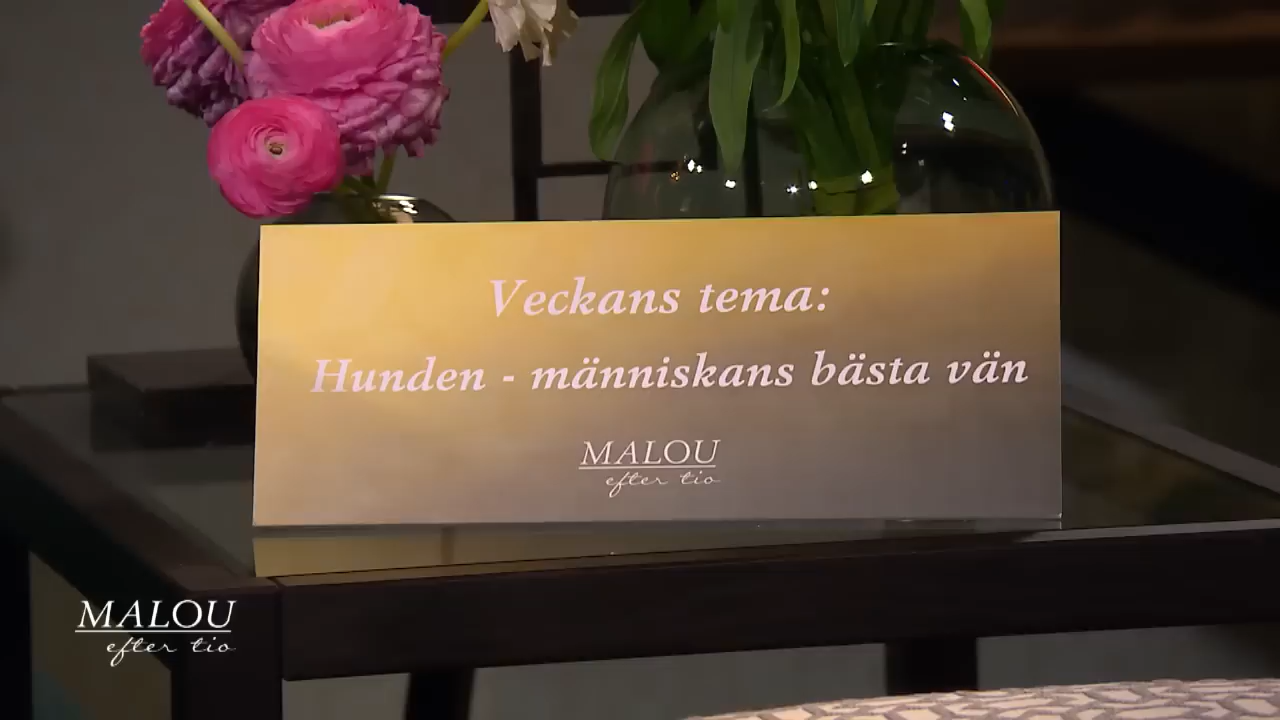 Veckans tema:
Hunden - människans bästa vän
MALOU
efter tio
MALOU
efter tio